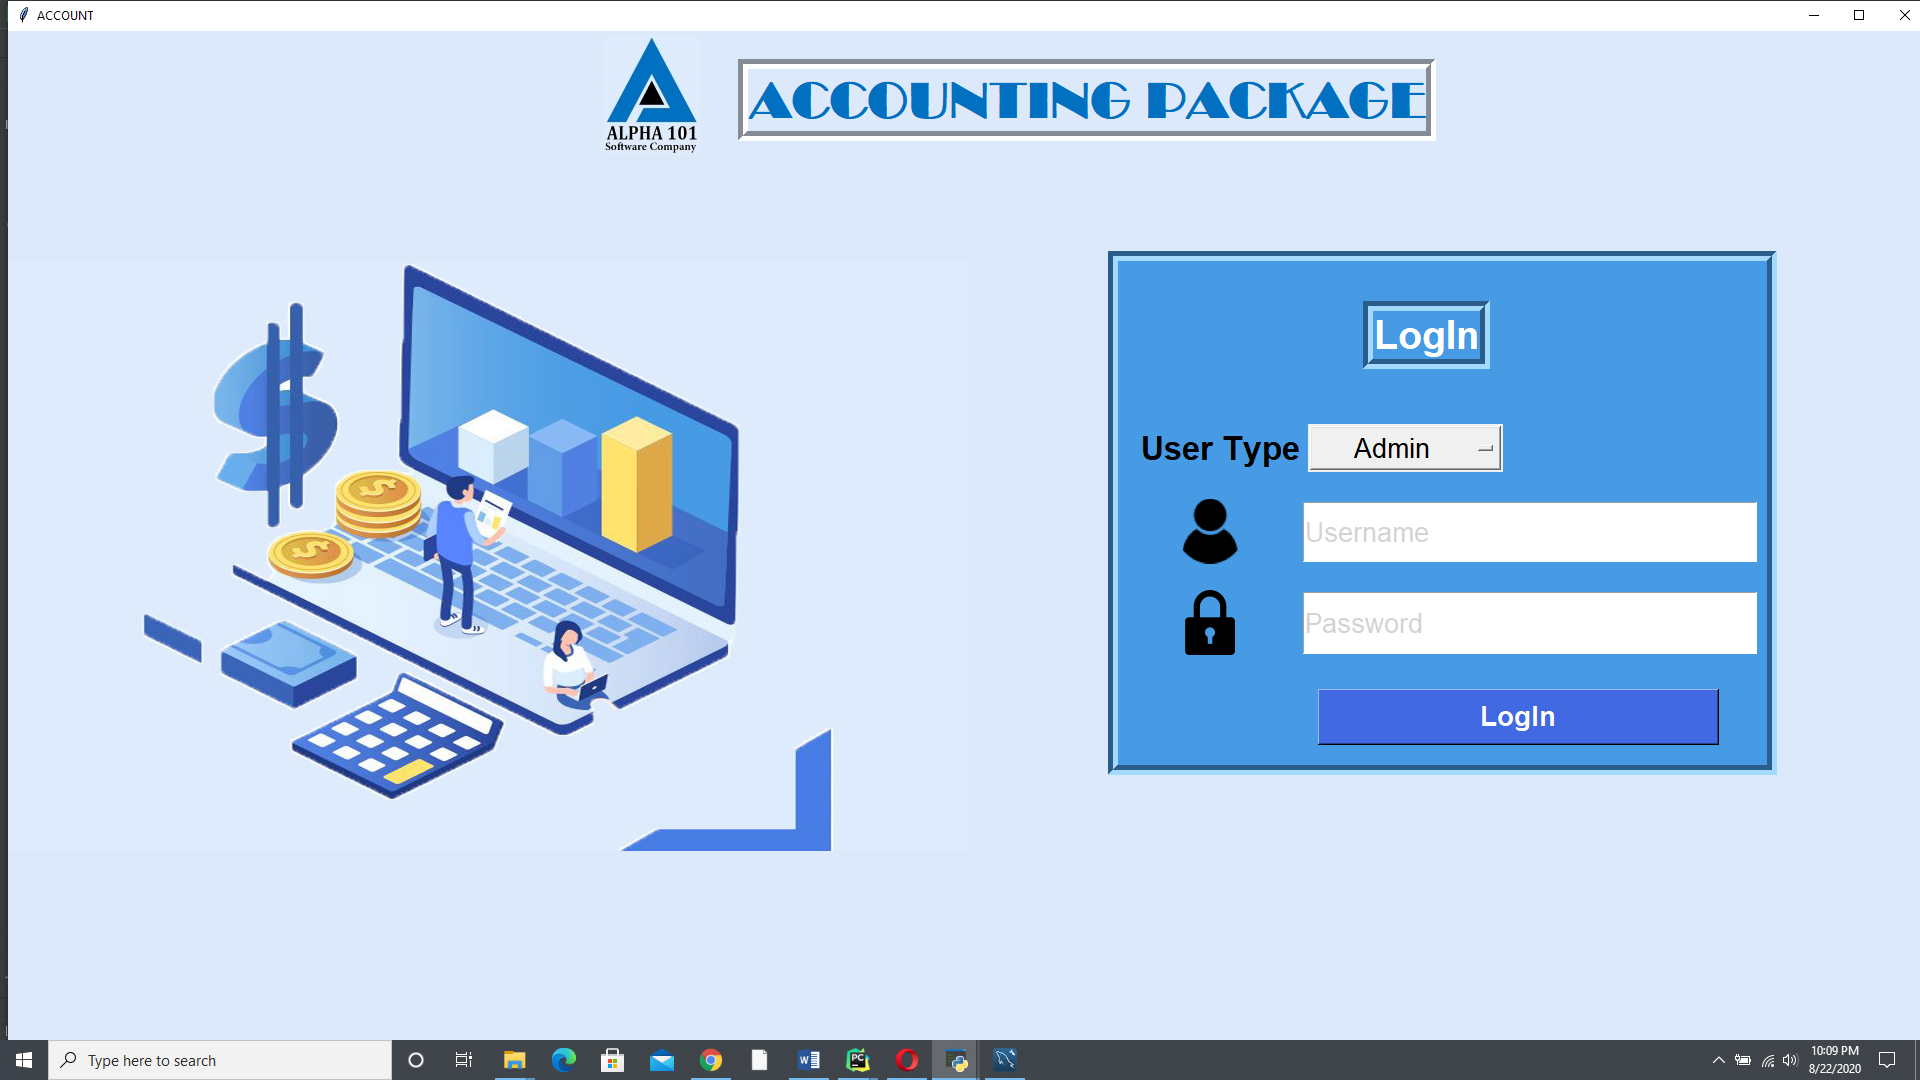 ACCOUNT
ALPHA 101
Software Company
ACCOUNTING PACKAGE
LogIn
User Type
Admin
Username
Password
LogIn
Type here to search
W
PC
10:09 PM
8/22/2020